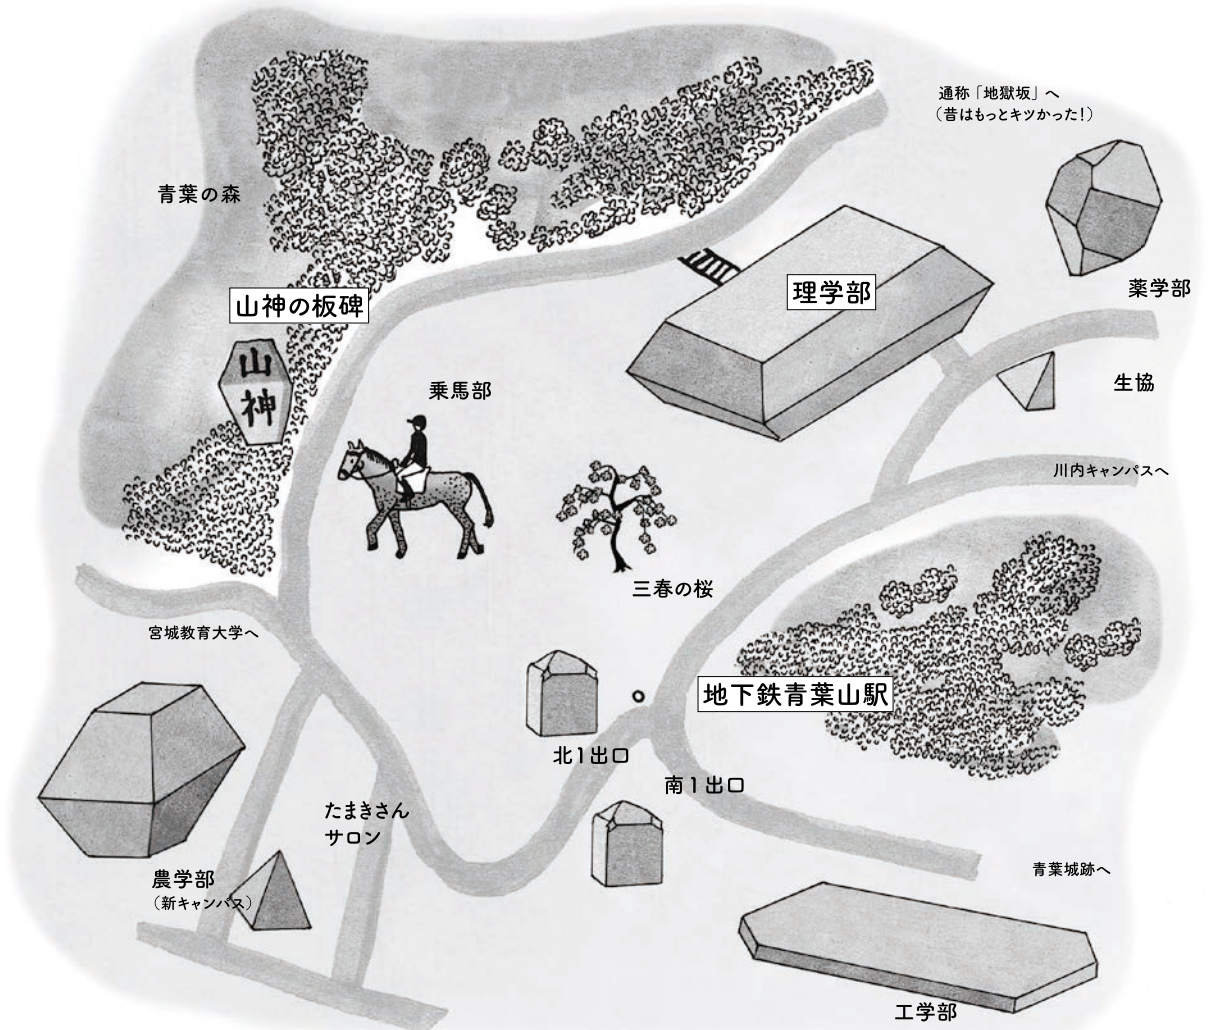 通称「地獄坂」へ
（昔はもっとキツかった！）
青葉の森
薬学部
理学部
山神の板碑
山
神
乗馬部
生協
川内キャンパスへ
三春の桜
宮城教育大学へ
地下鉄青葉山駅
北1出口
南1出口
たまきさん
サロン
農学部
（新キャンパス）
青葉城跡へ
工学部